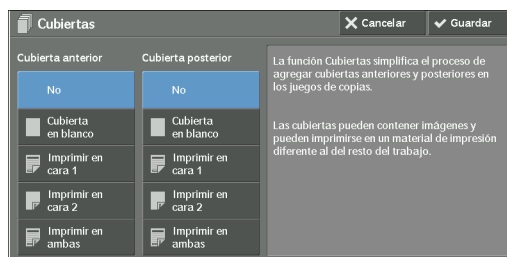 Cubiertas
Cancelar
Guardar
Cubierta anterior
No
Cubierta
en blanco
Imprimir en
cara 1
Imprimir en
cara 2
Imprimir en
ambas
Cubierta posterior
No
Cubierta
en blanco
Imprimir en
cara 1
Imprimir en
cara 2
Imprimir en
ambas
La función Cubiertas simplifica el proceso de
agregar cubiertas anteriores y posteriores en
los juegos de copias.
Las cubiertas pueden contener imágenes y
pueden imprimirse en un material de impresión
diferente al del resto del trabajo.